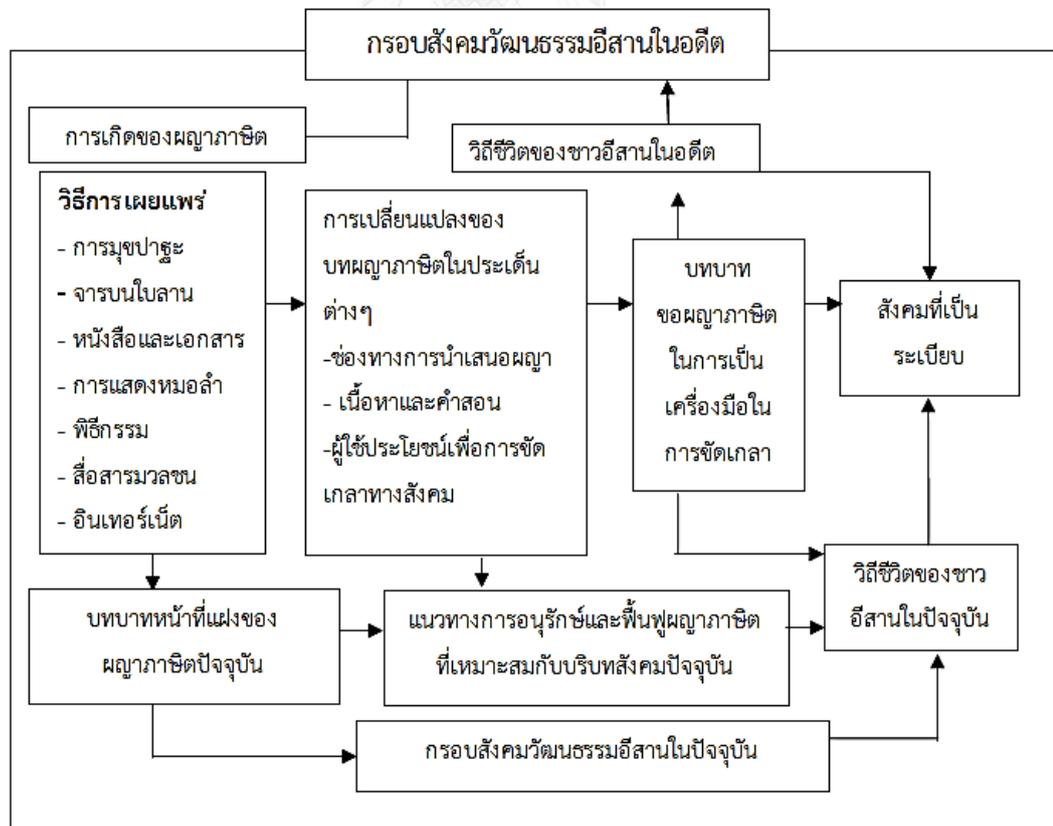 กรอบสังคมวัฒนธรรมอีสานในอดีต
การเกิดของผญาภาษิต
วิถีชีวิตของชาวอีสานในอดีต
วิธีการเผยแพร่
- การมุขปาฐะ
- จารบนใบลาน
- หนังสือและเอกสาร
- การแสดงหมอลำ
- พิธีกรรม
- สื่อสารมวลชน
- อินเทอร์เน็ต
การเปลี่ยนแปลงของ
บทผญาภาษิตในประเด็น
ต่างๆ
-ช่องทางการนำเสนอผญา
- เนื้อหาและคำสอน
-ผู้ใช้ประโยชน์เพื่อการขัด
เกลาทางสังคม
บทบาท
ขอผญาภาษิต
ในการเป็น
เครื่องมือใน
การขัดเกลา
สังคมที่เป็น
ระเบียบ
บทบาทหน้าที่แฝงของ
ผญาภาษิตปัจจุบัน
แนวทางการอนุรักษ์และฟื้นฟูผญาภาษิต
ที่เหมาะสมกับบริบทสังคมปัจจุบัน
วิถีชีวิตของชาว
อีสานในปัจจุบัน
กรอบสังคมวัฒนธรรมอีสานในปัจจุบัน